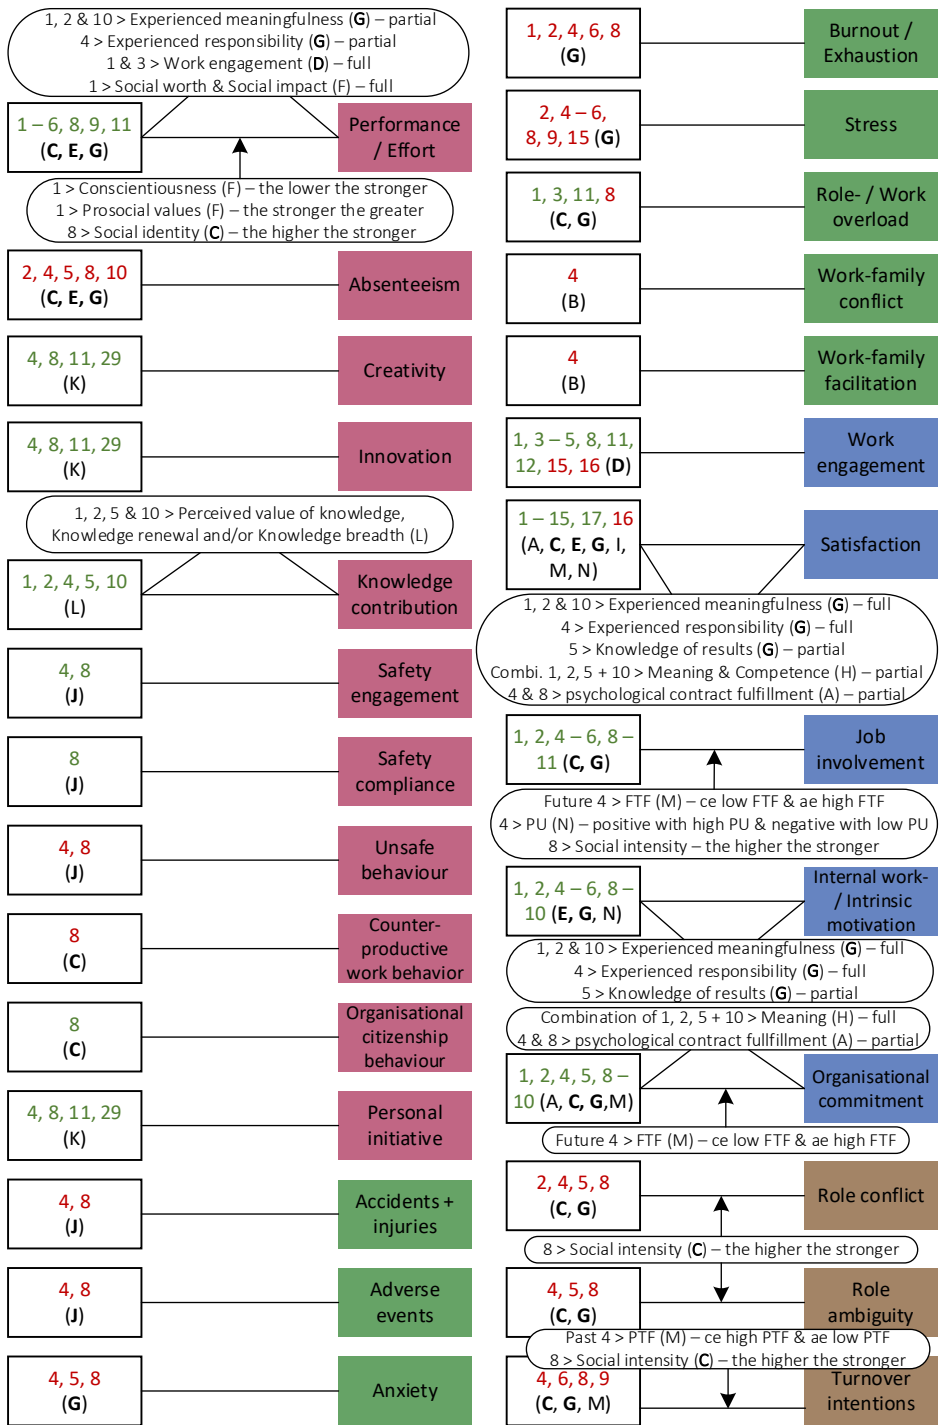 1, 2 & 10 > Experienced meaningfulness (G) – partial
4 > Experienced responsibility (G) – partial
1 & 3 > Work engagement (D) – full
1 > Social worth & Social impact (F) – full
1 – 6, 8, 9, 11
(C, E, G)
Performance
/ Effort
1 > Conscientiousness (F) – the lower the stronger
1 > Prosocial values (F) – the stronger the greater
8 > Social identity (C) – the higher the stronger
2, 4, 5, 8, 10
(C, E, G)
Absenteeism
4, 8, 11, 29
(K)
Creativity
4, 8, 11, 29
(K)
Innovation
1, 2, 5 & 10 > Perceived value of knowledge,
Knowledge renewal and/or Knowledge breadth (L)
1, 2, 4, 5, 10
(L)
Knowledge
contribution
4, 8
(J)
Safety
engagement
8
(J)
Safety
compliance
4, 8
(J)
Unsafe
behaviour
8
(C)
Counter-
productive
work behavior
8
(C)
Organisational
citizenship
behaviour
4, 8, 11, 29
(K)
Personal
initiative
4, 8
(J)
Accidents +
injuries
4, 8
(J)
Adverse
events
4, 5, 8
(G)
Anxiety
1, 2, 4, 6, 8
(G)
Burnout /
Exhaustion
2, 4 – 6,
8, 9, 15 (G)
Stress
1, 3, 11, 8
(C, G)
Role- / Work
overload
4
(B)
Work-family
conflict
4
(B)
Work-family
facilitation
1, 3 – 5, 8, 11,
12, 15, 16 (D)
Work
engagement
1 – 15, 17, 16
(A, C, E, G, I,
M, N)
Satisfaction
1, 2 & 10 > Experienced meaningfulness (G) – full
4 > Experienced responsibility (G) – full
5 > Knowledge of results (G) – partial
Combi. 1, 2, 5 + 10 > Meaning & Competence (H) – partial
4 & 8 > psychological contract fulfillment (A) – partial
1, 2, 4 – 6, 8 –
11 (C, G)
Job
involvement
Future 4 > FTF (M) – ce low FTF & ae high FTF
4 > PU (N) – positive with high PU & negative with low PU
8 > Social intensity – the higher the stronger
1, 2, 4 – 6, 8 –
10 (E, G, N)
Internal work-
/ Intrinsic
motivation
1, 2 & 10 > Experienced meaningfulness (G) – full
4 > Experienced responsibility (G) – full
5 > Knowledge of results (G) – partial
Combination of 1, 2, 5 + 10 > Meaning (H) – full
4 & 8 > psychological contract fullfillment (A) – partial
1, 2, 4, 5, 8 –
10 (A, C, G,M)
Organisational
commitment
Future 4 > FTF (M) – ce low FTF & ae high FTF
2, 4, 5, 8
(C, G)
Role conflict
8 > Social intensity (C) – the higher the stronger
4, 5, 8
(C, G)
Role
ambiguity
Past 4 > PTF (M) – ce high PTF & ae low PTF
8 > Social intensity (C) – the higher the stronger
4, 6, 8, 9
(C, G, M)
Turnover
intentions